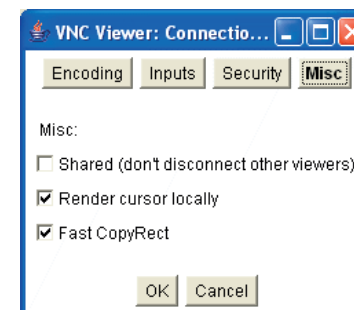 VNC Viewer: Connectio...
Encoding Inputs Security Misc
Misc:
Shared (don't disconnect other viewers)
Render cursor locally
Fast CopyRect
OK Cancel